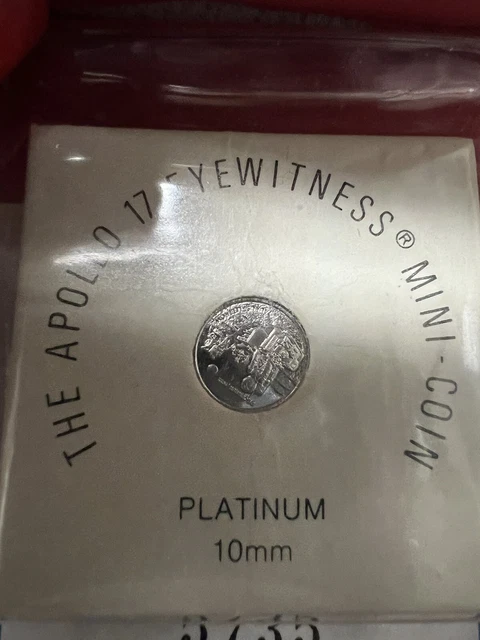 THE APOLLO 17 EYEWITNESS® MINI-COIN
PLATINUM
10mm